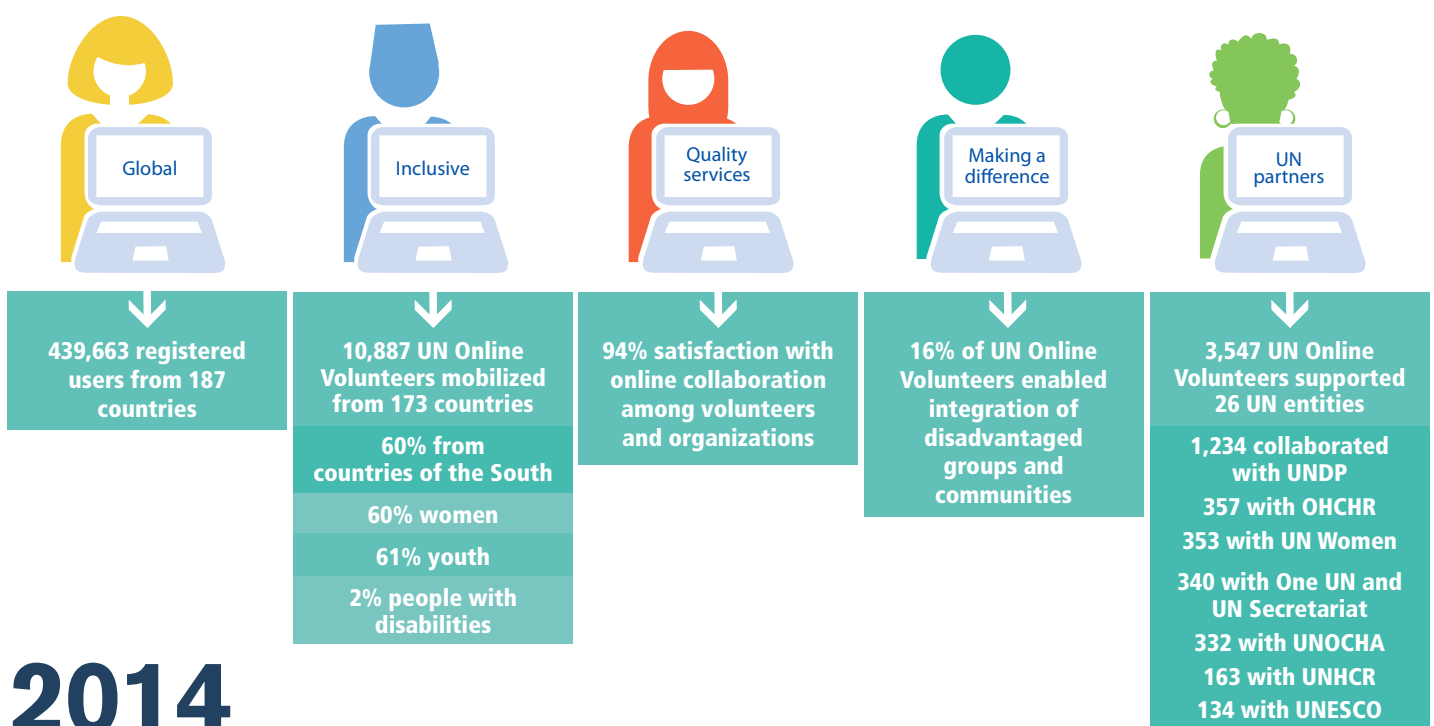 Global
439,663 registered
users from 187
countries
Inclusive
10,887 UN Online
Volunteers mobilized
from 173 countries
60% from
countries of the South
60% women
61% youth
2% people with
disabilities
Quality
services
94% satisfaction with
online collaboration
among volunteers
and organizations
Making a
difference
16% of UN Online
Volunteers enabled
integration of
disadvantaged
groups and
communities
UN
partners
3,547 UN Online
Volunteers supported
26 UN entities
1,234 collaborated
with UNDP
357 with OHCHR
353 with UN Women
340 with One UN and
UN Secretariat
332 with UNOCHA
163 with UNHCR
134 with UNESCO
2014